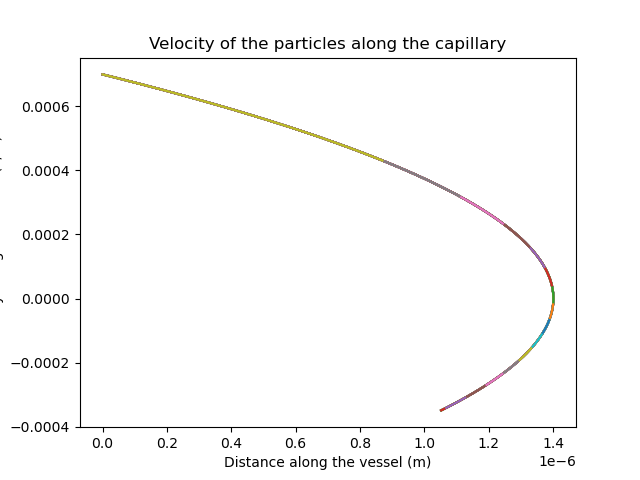 Velocity of the particles along the capillary
0.0006
0.0004
0.0002
0.0000
−0.0002
−0.0004
0.0 0.2 0.4 0.6 0.8 1.0 1.2 1.4
1e−6
Distance along the vessel (m)